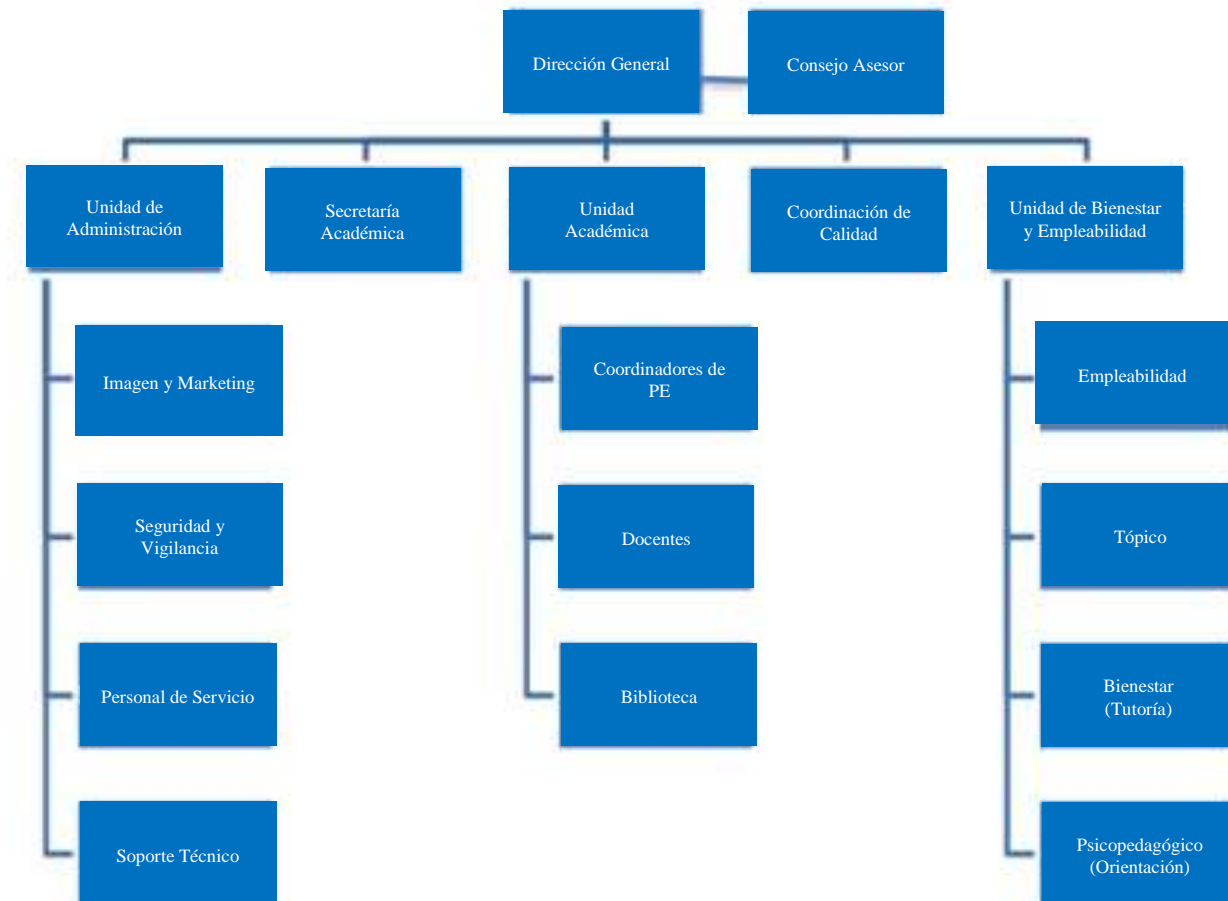 Dirección General
Consejo Asesor
Unidad de
Administración
Secretaría
Académica
Unidad
Académica
Coordinación de
Calidad
Unidad de Bienestar
y Empleabilidad
Imagen y Marketing
Coordinadores de
PE
Empleabilidad
Seguridad y
Vigilancia
Docentes
Tópico
Personal de Servicio
Biblioteca
Bienestar
(Tutoría)
Soporte Técnico
Psicopedagógico
(Orientación)